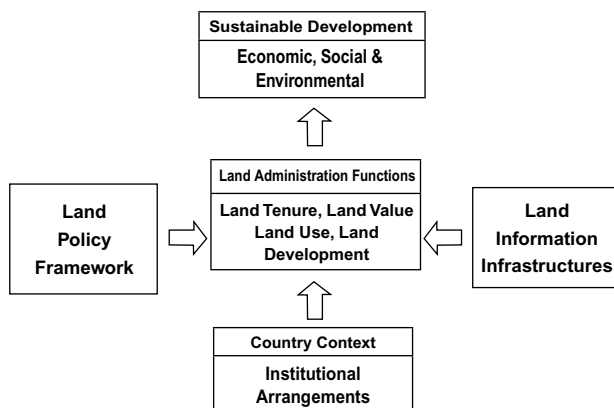 Sustainable Development
Economic, Social &
Environmental
Land Administration Functions
Land Tenure, Land Value
Land Use, Land
Development
Land
Policy
Framework
Land
Information
Infrastructures
Country Context
Institutional
Arrangements